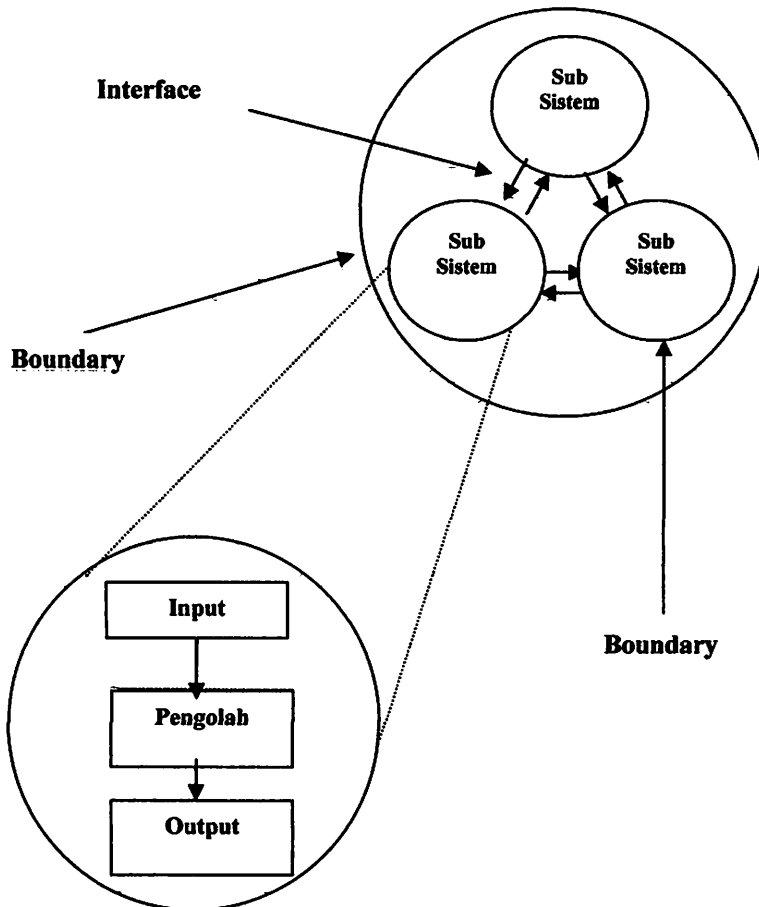 Sub
Sistem
Interface
Sub
Sistem
Sub
Sistem
Boundary
Input
Boundary
Pengolah
Output